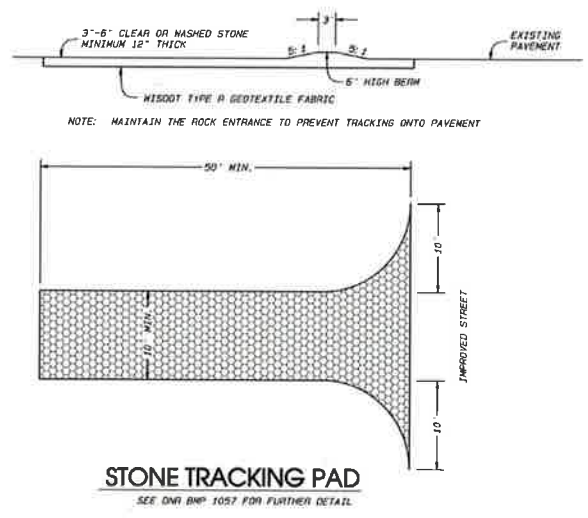 3'
3"-6" CLEAR OR WASHED STONE
MINIMUM 12" THICK
5:1
5:1
EXISTING
PAVEMENT
6" HIGH BERM
WISDOT TYPE R GEOTEXTILE FABRIC
NOTE: MAINTAIN THE ROCK ENTRANCE TO PREVENT TRACKING ONTO PAVEMENT
50' MIN.
10'
10' MIN.
IMPROVED STREET
10'
STONE TRACKING PAD
SEE DNR BMP 1057 FOR FURTHER DETAIL